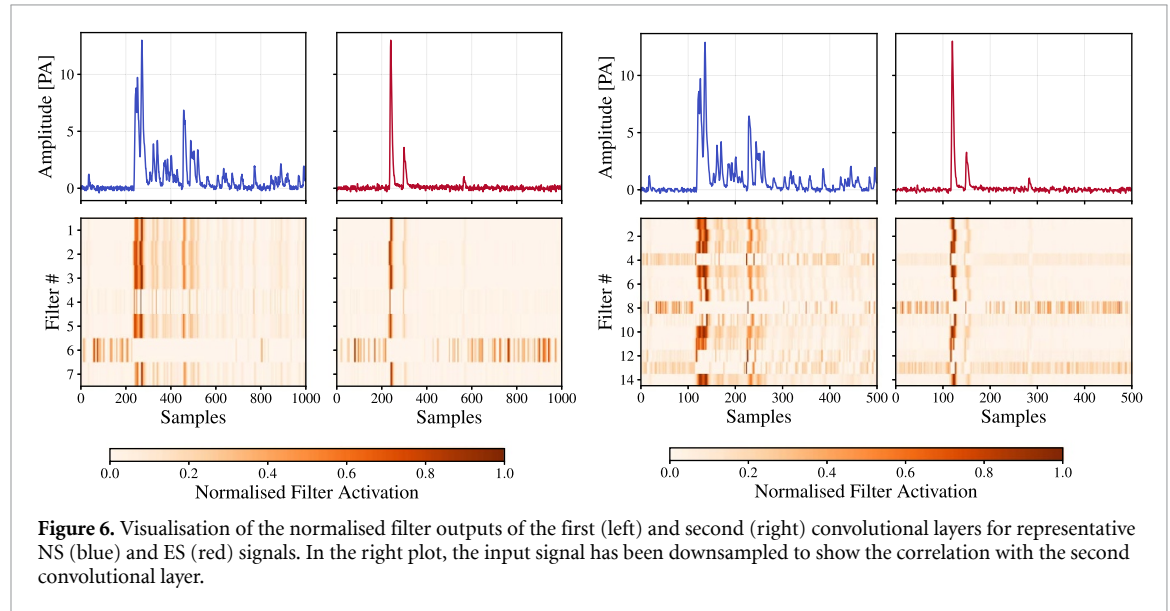 Amplitude [PA]
10
5
0
Filter #
1
2
3
4
5
6
7
0 200 400 600 800 1000
Samples
0 200 400 600 800 1000
Samples
0.0 0.2 0.4 0.6 0.8 1.0
Normalised Filter Activation
Amplitude [PA]
10
5
0
Filter #
2
4
6
8
10
12
14
0 100 200 300 400 500
Samples
0 100 200 300 400 500
Samples
0.0 0.2 0.4 0.6 0.8 1.0
Normalised Filter Activation
Figure 6. Visualisation of the normalised filter outputs of the first (left) and second (right) convolutional layers for representative
NS (blue) and ES (red) signals. In the right plot, the input signal has been downsampled to show the correlation with the second
convolutional layer.